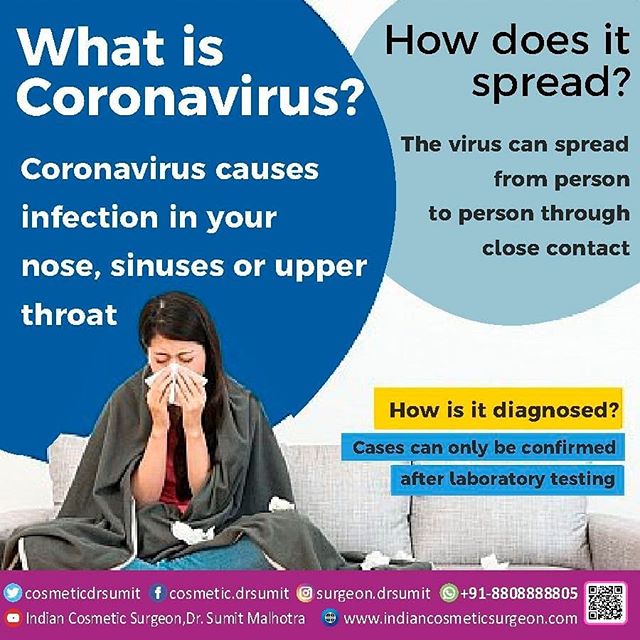 What is
Coronavirus?
Coronavirus causes
infection in your
nose, sinuses or upper
throat
How does it
spread?
The virus can spread
from person
to person through
close contact
How is it diagnosed?
Cases can only be confirmed
after laboratory testing
cosmeticdrsumit cosmetic.drsumit surgeon.drsumit +91-8808888805
Indian Cosmetic Surgeon,Dr. Sumit Malhotra www.indiancosmeticsurgeon.com